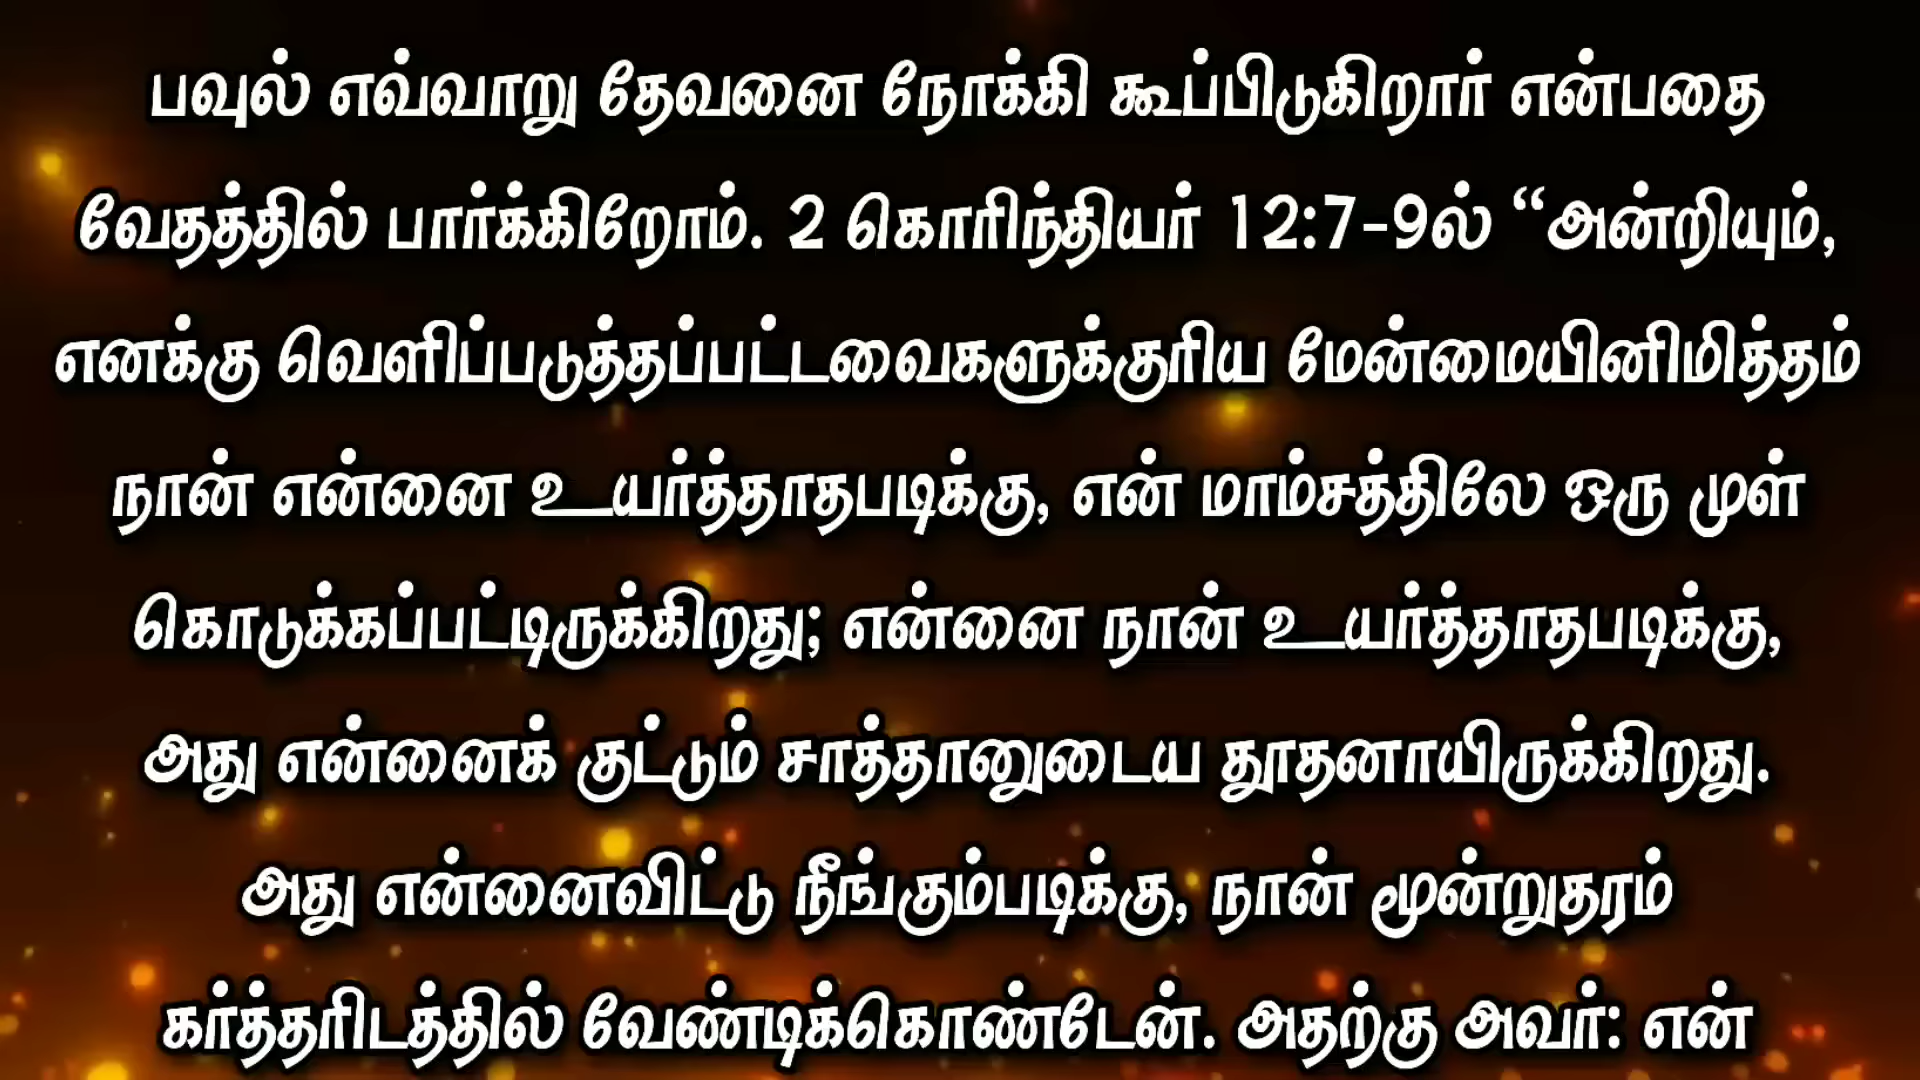 பவுல் எவ்வாறு தேவனை நோக்கி கூப்பிடுகிறார் என்பதை
வேதத்தில் பார்க்கிறோம். 2 கொரிந்தியர் 12:7-9ல் “அன்றியும்,
எனக்கு வெளிப்படுத்தப்பட்டவைகளுக்குரிய மேன்மையினிமித்தம்
நான் என்னை உயர்த்தாதபடிக்கு, என் மாம்சத்திலே ஒரு முள்
கொடுக்கப்பட்டிருக்கிறது; என்னை நான் உயர்த்தாதபடிக்கு,
அது என்னைக் குட்டும் சாத்தானுடைய தூதனாயிருக்கிறது.
அது என்னைவிட்டு நீங்கும்படிக்கு, நான் மூன்றுதரம்
கர்த்தரிடத்தில் வேண்டிக்கொண்டேன். அதற்கு அவர்: என்